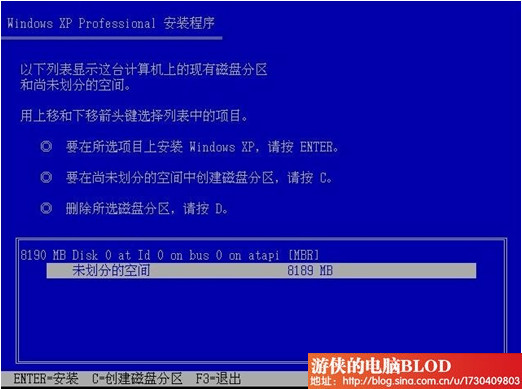 Windows XP Professional 安装程序
以下列表显示这台计算机上的现有磁盘分区
和尚未划分的空间。
用上移和下移箭头键选择列表中的项目。
◎ 要在所选项目上安装 Windows XP，请按 ENTER。
◎ 要在尚未划分的空间中创建磁盘分区，请按 C。
◎ 删除所选磁盘分区，请按 D。
8190 MB Disk 0 at Id 0 on bus 0 on atapi [MBR]
未划分的空间 8189 MB
ENTER=安装 C=创建磁盘分区 F3=退出
游侠的电脑BLOD
地址：http://blog.sina.com.cn/u/1730409803